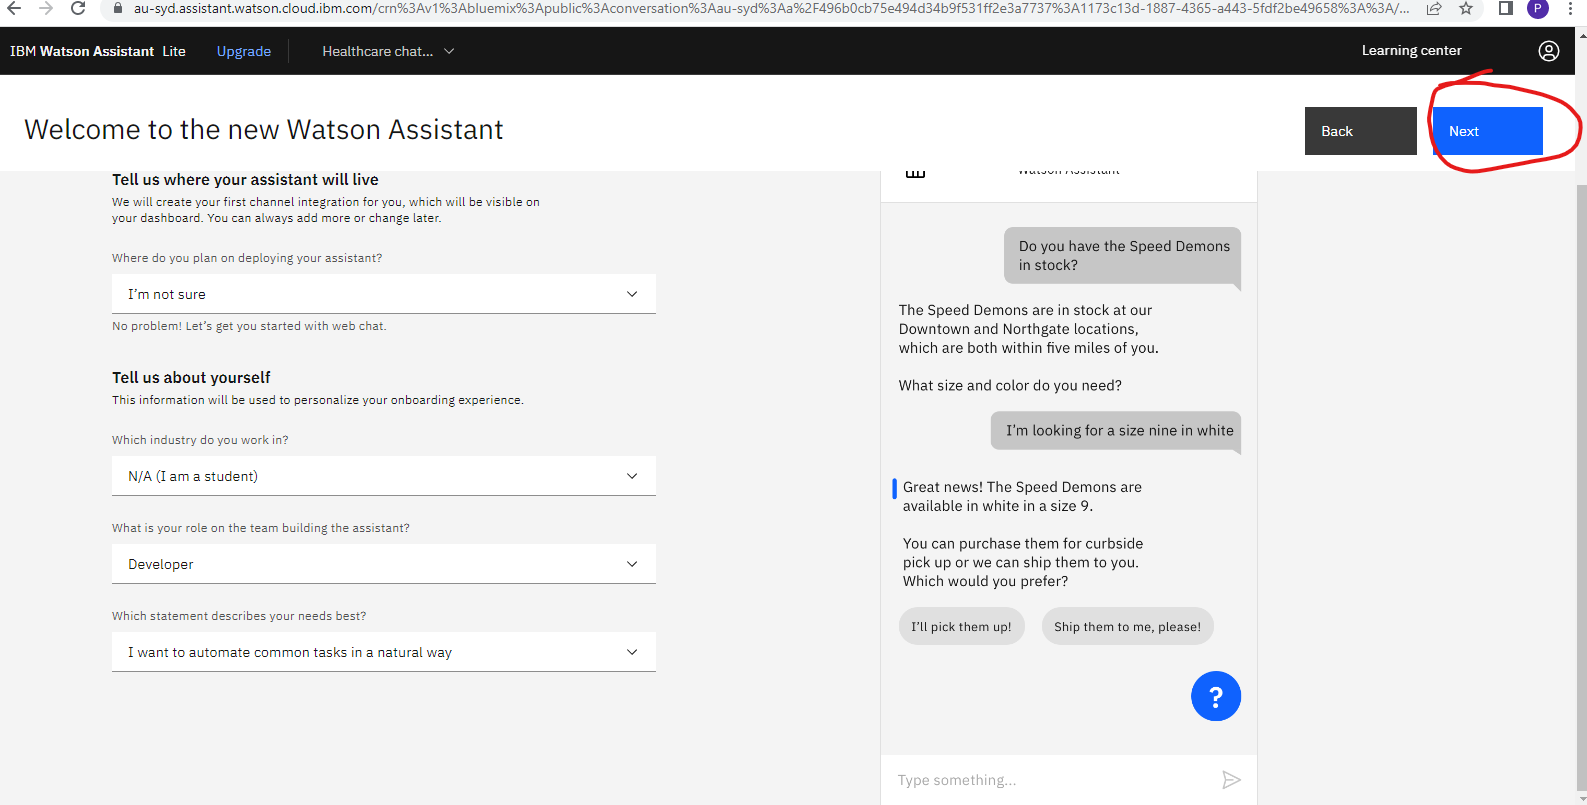 au-syd.assistant.watson.cloud.ibm.com/crn%3Av1%3Abluemix%3Apublic%3Aconversation%3Aau-syd%3Aa%2F496b0cb75e494d34b9f531ff2e3a7737%3A1173c13d-1887-4365-a443-5fdf2be49658%3A%3A/...
P
IBM Watson Assistant Lite
Upgrade
Healthcare chat...
Learning center
Welcome to the new Watson Assistant
Back
Next
Tell us where your assistant will live
We will create your first channel integration for you, which will be visible on
your dashboard. You can always add more or change later.
Where do you plan on deploying your assistant?
I'm not sure
No problem! Let's get you started with web chat.
Tell us about yourself
This information will be used to personalize your onboarding experience.
Which industry do you work in?
N/A (I am a student)
What is your role on the team building the assistant?
Developer
Which statement describes your needs best?
I want to automate common tasks in a natural way
Watson Assistant
Do you have the Speed Demons
in stock?
The Speed Demons are in stock at our
Downtown and Northgate locations,
which are both within five miles of you.
What size and color do you need?
I'm looking for a size nine in white
Great news! The Speed Demons are
available in white in a size 9.
You can purchase them for curbside
pick up or we can ship them to you.
Which would you prefer?
I'll pick them up!
Ship them to me, please!
?
Type something...